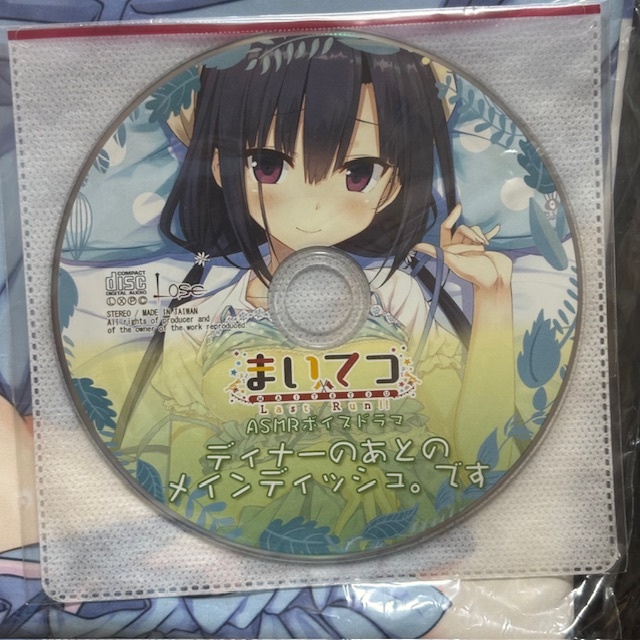 COMPACT
disc
DIGITAL AUDIO
Lose
STEREO / MADE IN TAIWAN
All rights of producer and
of the owner of the work reproduced
まいてつ
MAITETSU
Last Run!!
ASMRボイスドラマ
ディナーのあとの
メインディッシュ。です